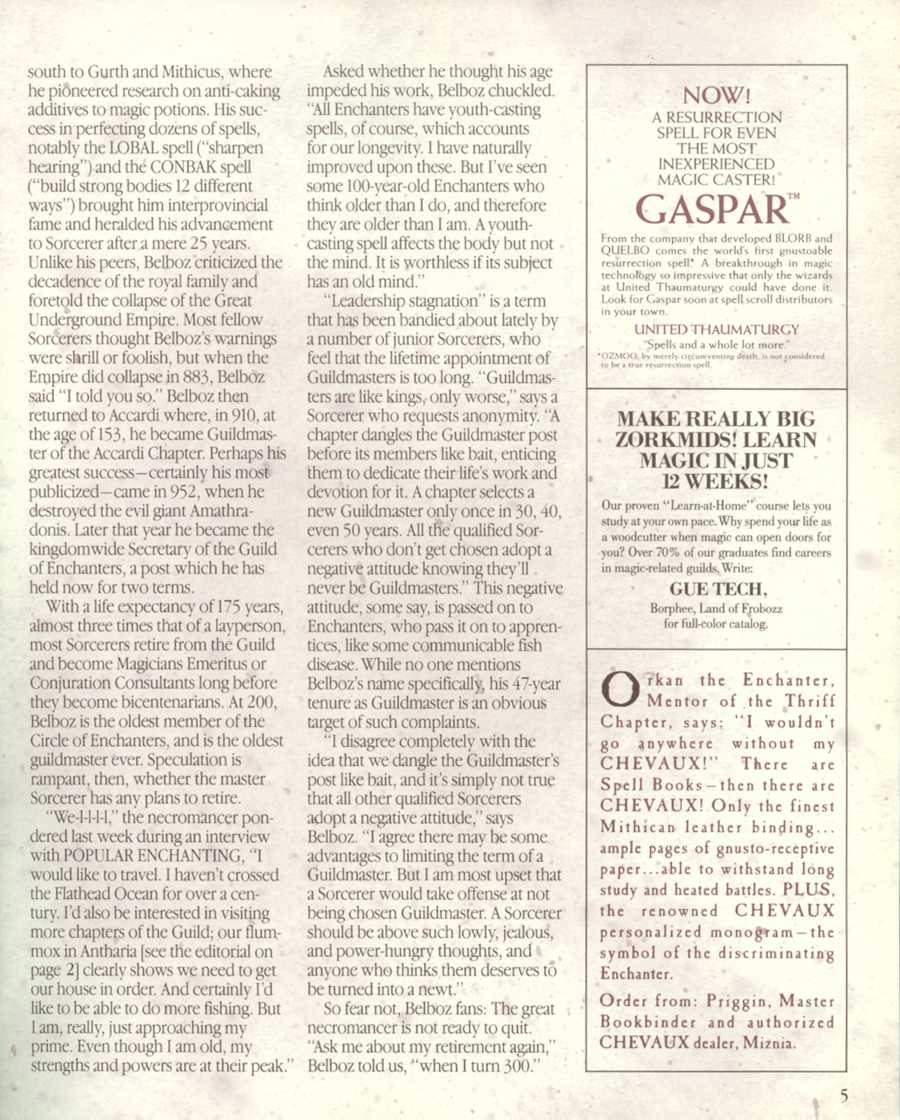 south to Gurth and Mithicus, where
he pioneered research on anti-caking
additives to magic potions. His suc-
cess in perfecting dozens of spells,
notably the LOBAL spell (“sharpen
hearing”) and the CONBAK spell
(“build strong bodies 12 different
ways”) brought him interprovincial
fame and heralded his advancement
to Sorcerer after a mere 25 years.
Unlike his peers, Belboz criticized the
decadence of the royal family and
foretold the collapse of the Great
Underground Empire. Most fellow
Sorcerers thought Belboz’s warnings
were shrill or foolish, but when the
Empire did collapse in 883, Belboz
said “I told you so.” Belboz then
returned to Accardi where, in 910, at
the age of 153, he became Guildmas-
ter of the Accardi Chapter. Perhaps his
greatest success—certainly his most
publicized—came in 952, when he
destroyed the evil giant Amathra-
donis. Later that year he became the
kingdomwide Secretary of the Guild
of Enchanters, a post which he has
held now for two terms.
With a life expectancy of 175 years,
almost three times that of a layperson,
most Sorcerers retire from the Guild
and become Magicians Emeritus or
Conjuration Consultants long before
they become bicentenarians. At 200,
Belboz is the oldest member of the
Circle of Enchanters, and is the oldest
guildmaster ever. Speculation is
rampant, then, whether the master
Sorcerer has any plans to retire.
“We-l-l-l-l,” the necromancer pon-
dered last week during an interview
with POPULAR ENCHANTING, “I
would like to travel. I haven’t crossed
the Flathead Ocean for over a cen-
tury. I’d also be interested in visiting
more chapters of the Guild; our flum-
mox in Antharia [see the editorial on
page 2] clearly shows we need to get
our house in order. And certainly I’d
like to be able to do more fishing. But
I am, really, just approaching my
prime. Even though I am old, my
strengths and powers are at their peak.”
Asked whether he thought his age
impeded his work, Belboz chuckled.
“All Enchanters have youth-casting
spells, of course, which accounts
for our longevity. I have naturally
improved upon these. But I’ve seen
some 100-year-old Enchanters who
think older than I do, and therefore
they are older than I am. A youth-
casting spell affects the body but not
the mind. It is worthless if its subject
has an old mind.”
“Leadership stagnation” is a term
that has been bandied about lately by
a number of junior Sorcerers, who
feel that the lifetime appointment of
Guildmasters is too long. “Guildmas-
ters are like kings, only worse,” says a
Sorcerer who requests anonymity. “A
chapter dangles the Guildmaster post
before its members like bait, enticing
them to dedicate their life’s work and
devotion for it. A chapter selects a
new Guildmaster only once in 30, 40,
even 50 years. All the qualified Sor-
cerers who don’t get chosen adopt a
negative attitude knowing they’ll
never be Guildmasters.” This negative
attitude, some say, is passed on to
Enchanters, who pass it on to appren-
tices, like some communicable fish
disease. While no one mentions
Belboz’s name specifically, his 47-year
tenure as Guildmaster is an obvious
target of such complaints.
“I disagree completely with the
idea that we dangle the Guildmaster’s
post like bait, and it’s simply not true
that all other qualified Sorcerers
adopt a negative attitude,” says
Belboz. “I agree there may be some
advantages to limiting the term of a
Guildmaster. But I am most upset that
a Sorcerer would take offense at not
being chosen Guildmaster. A Sorcerer
should be above such lowly, jealous,
and power-hungry thoughts, and
anyone who thinks them deserves to
be turned into a newt.”
So fear not, Belboz fans: The great
necromancer is not ready to quit.
“Ask me about my retirement again,”
Belboz told us, “when I turn 300.”
NOW!
A RESURRECTION
SPELL FOR EVEN
THE MOST
INEXPERIENCED
MAGIC CASTER!
GASPAR™
From the company that developed BLORB and
QUELBO comes the world’s first gnustoable
resurrection spell.* A breakthrough in magic
technology so impressive that only the wizards
at United Thaumaturgy could have done it.
Look for Gaspar soon at spell scroll distributors
in your town.
UNITED THAUMATURGY
“Spells and a whole lot more.”
*OZMOO, by merely circumventing death, is not considered
to be a true resurrection spell.
MAKE REALLY BIG
ZORKMIDS! LEARN
MAGIC IN JUST
12 WEEKS!
Our proven “Learn-at-Home” course lets you
study at your own pace. Why spend your life as
a woodcutter when magic can open doors for
you? Over 70% of our graduates find careers
in magic-related guilds. Write:
GUE TECH,
Borphee, Land of Frobozz
for full-color catalog.
Orkan the Enchanter,
Mentor of the Thriff
Chapter, says: “I wouldn’t
go anywhere without my
CHEVAUX!” There are
Spell Books—then there are
CHEVAUX! Only the finest
Mithican leather binding...
ample pages of gnusto-receptive
paper...able to withstand long
study and heated battles. PLUS,
the renowned CHEVAUX
personalized monogram—the
symbol of the discriminating
Enchanter.
Order from: Priggin, Master
Bookbinder and authorized
CHEVAUX dealer, Miznia.
5